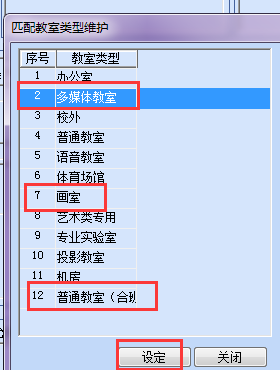 匹配教室类型维护
序号 教室类型
1 办公室
2 多媒体教室
3 校外
4 普通教室
5 语音教室
6 体育场馆
7 画室
8 艺术类专用
9 专业实验室
10 投影教室
11 机房
12 普通教室（合班
设定 关闭